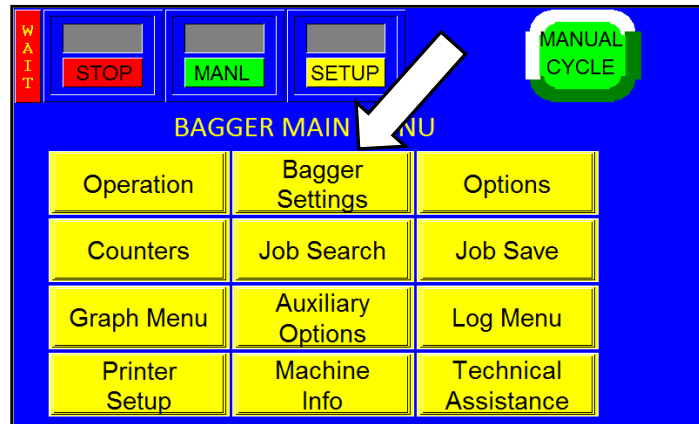 WAIT
STOP
MANL
SETUP
MANUAL
CYCLE
BAGGER MAIN
NU
Operation
Bagger
Settings
Options
Counters
Job Search
Job Save
Graph Menu
Auxiliary
Options
Log Menu
Printer
Setup
Machine
Info
Technical
Assistance